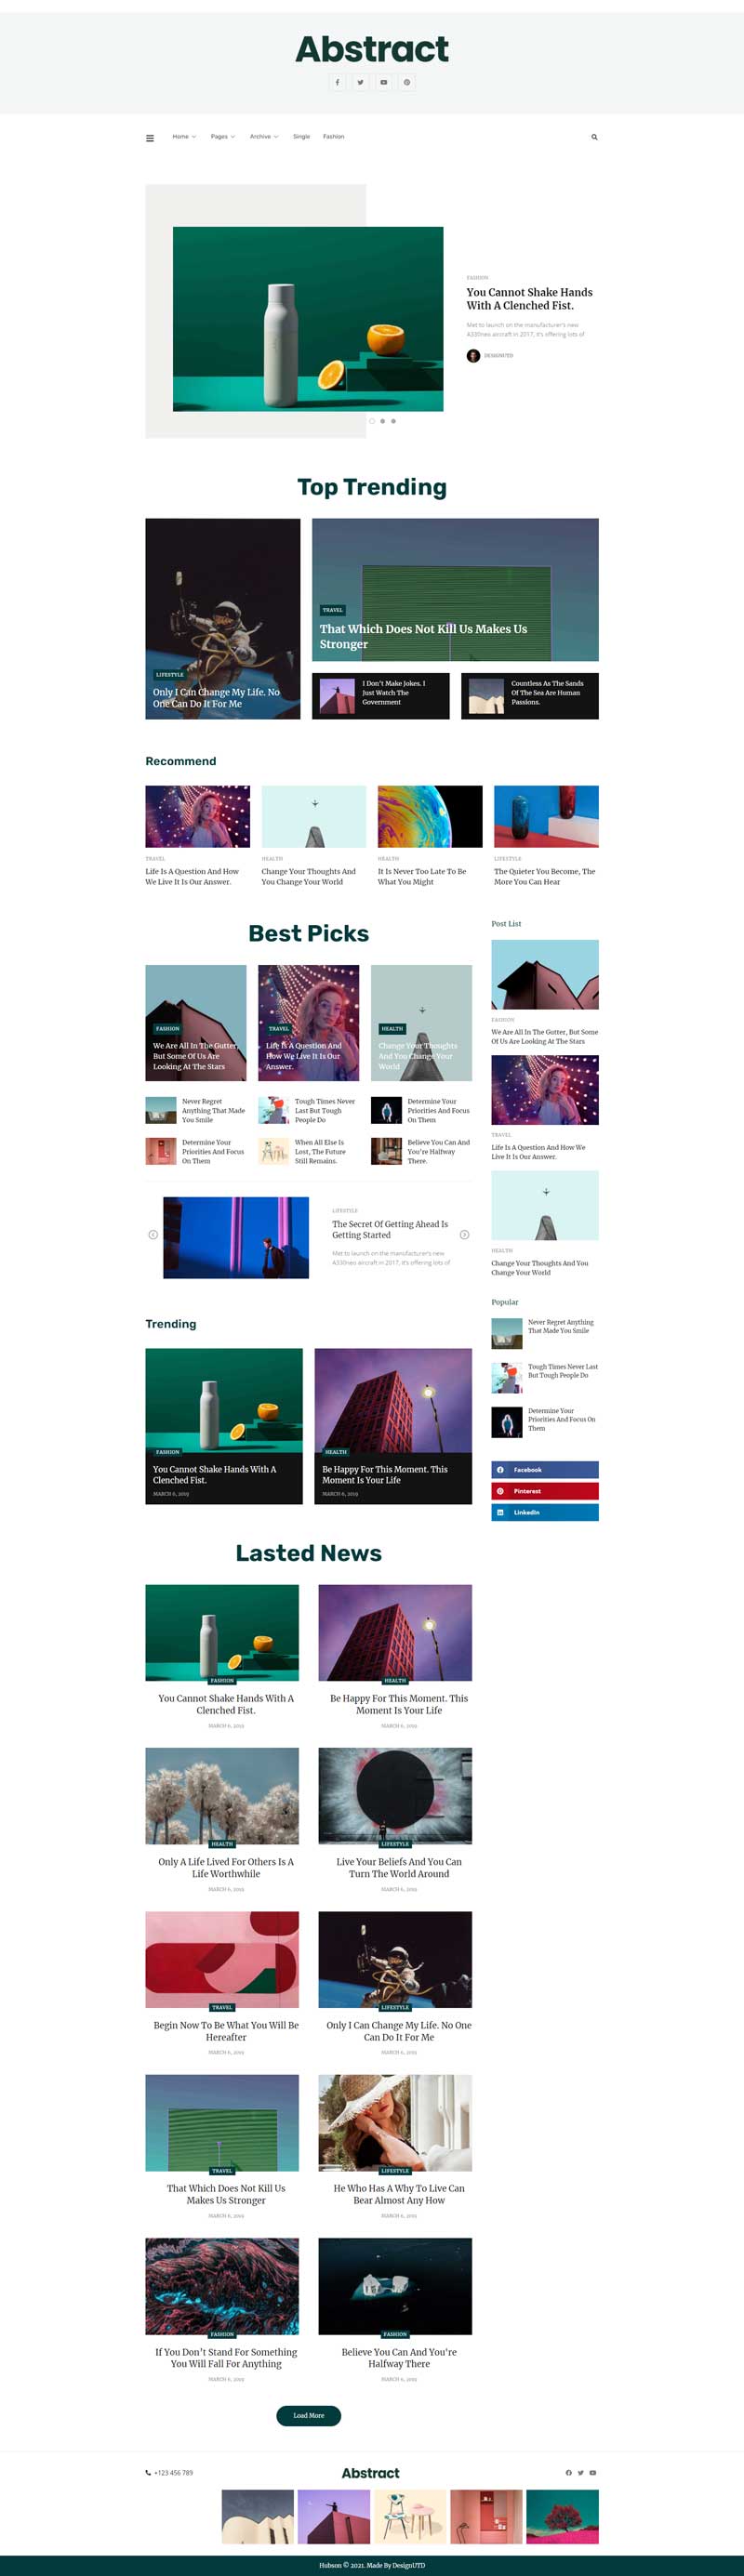 Abstract
Home
Pages
Archive
Single
Fashion
FASHION
You Cannot Shake Hands
With A Clenched Fist.
Met to launch on the manufacturer's new
A330neo aircraft in 2017, it's offering lots of
DESIGNUTD
Top Trending
LIFESTYLE
Only I Can Change My Life. No
One Can Do It For Me
TRAVEL
That Which Does Not Kill Us Makes Us
Stronger
I Don't Make Jokes. I
Just Watch The
Government
Countless As The Sands
Of The Sea Are Human
Passions.
Recommend
TRAVEL
Life Is A Question And How
We Live It Is Our Answer.
HEALTH
Change Your Thoughts And
You Change Your World
HEALTH
It Is Never Too Late To Be
What You Might
LIFESTYLE
The Quieter You Become, The
More You Can Hear
Best Picks
FASHION
We Are All In The Gutter,
But Some Of Us Are
Looking At The Stars
TRAVEL
Life Is A Question And
How We Live It Is Our
Answer.
HEALTH
Change Your Thoughts
And You Change Your
World
Never Regret
Anything That Made
You Smile
Tough Times Never
Last But Tough
People Do
Determine Your
Priorities And Focus
On Them
Determine Your
Priorities And Focus
On Them
When All Else Is
Lost, The Future
Still Remains.
Believe You Can And
You're Halfway
There.
LIFESTYLE
The Secret Of Getting Ahead Is
Getting Started
Met to launch on the manufacturer's new
A330neo aircraft in 2017, it's offering lots of
Trending
FASHION
You Cannot Shake Hands With A
Clenched Fist.
MARCH 6, 2019
HEALTH
Be Happy For This Moment. This
Moment Is Your Life
MARCH 6, 2019
Post List
FASHION
We Are All In The Gutter, But Some
Of Us Are Looking At The Stars
TRAVEL
Life Is A Question And How We
Live It Is Our Answer.
HEALTH
Change Your Thoughts And You
Change Your World
Popular
Never Regret Anything
That Made You Smile
Tough Times Never Last
But Tough People Do
Determine Your
Priorities And Focus On
Them
Facebook
Pinterest
LinkedIn
Lasted News
FASHION
You Cannot Shake Hands With A
Clenched Fist.
MARCH 6, 2019
HEALTH
Be Happy For This Moment. This
Moment Is Your Life
MARCH 6, 2019
HEALTH
Only A Life Lived For Others Is A
Life Worthwhile
MARCH 6, 2019
LIFESTYLE
Live Your Beliefs And You Can
Turn The World Around
MARCH 6, 2019
TRAVEL
Begin Now To Be What You Will Be
Hereafter
MARCH 6, 2019
LIFESTYLE
Only I Can Change My Life. No One
Can Do It For Me
MARCH 6, 2019
TRAVEL
That Which Does Not Kill Us
Makes Us Stronger
MARCH 6, 2019
LIFESTYLE
He Who Has A Why To Live Can
Bear Almost Any How
MARCH 6, 2019
FASHION
If You Don't Stand For Something
You Will Fall For Anything
MARCH 6, 2019
FASHION
Believe You Can And You're
Halfway There
MARCH 6, 2019
Load More
+123 456 789
Abstract
Hubson © 2021. Made By DesignUTD